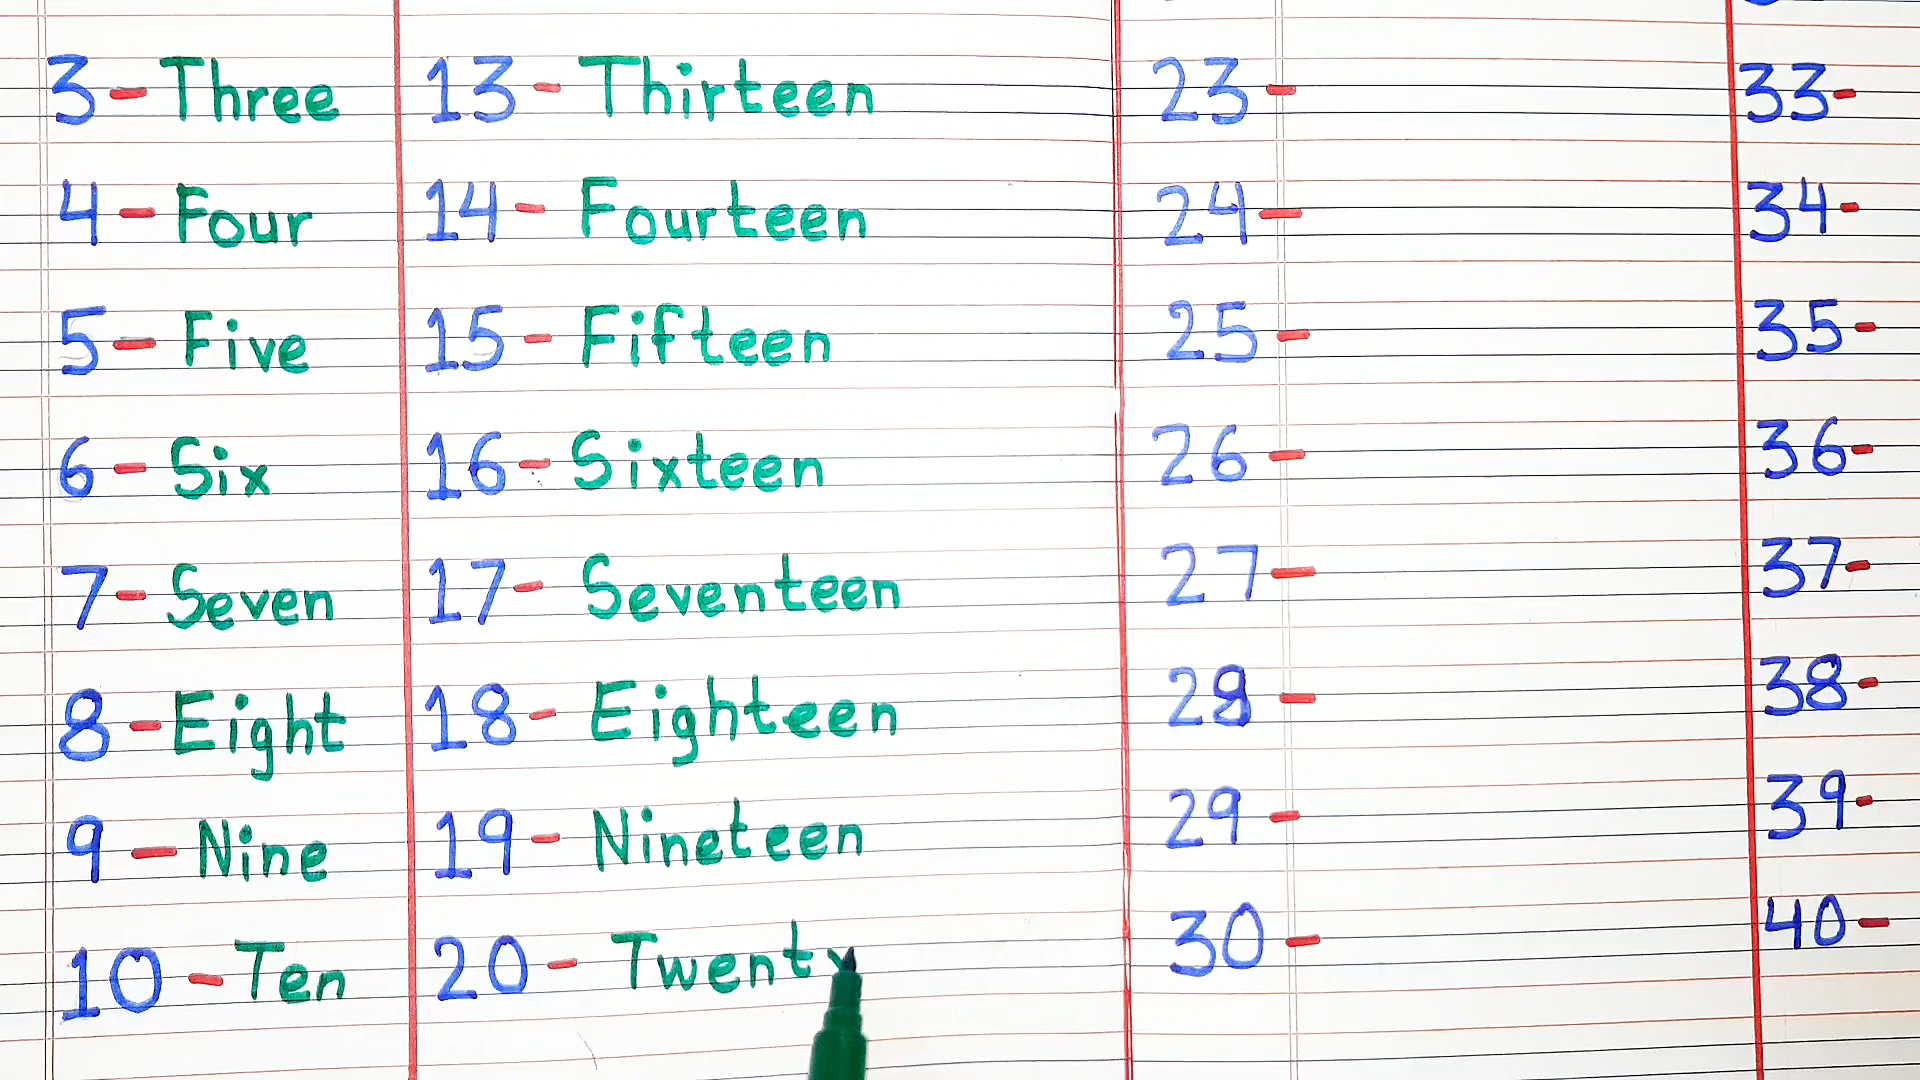 3 - Three 13 - Thirteen 23 - 33 -
4 - Four 14 - Fourteen 24 - 34 -
5 - Five 15 - Fifteen 25 - 35 -
6 - Six 16 - Sixteen 26 - 36 -
7 - Seven 17 - Seventeen 27 - 37 -
8 - Eight 18 - Eighteen 28 - 38 -
9 - Nine 19 - Nineteen 29 - 39 -
10 - Ten 20 - Twenty 30 - 40 -